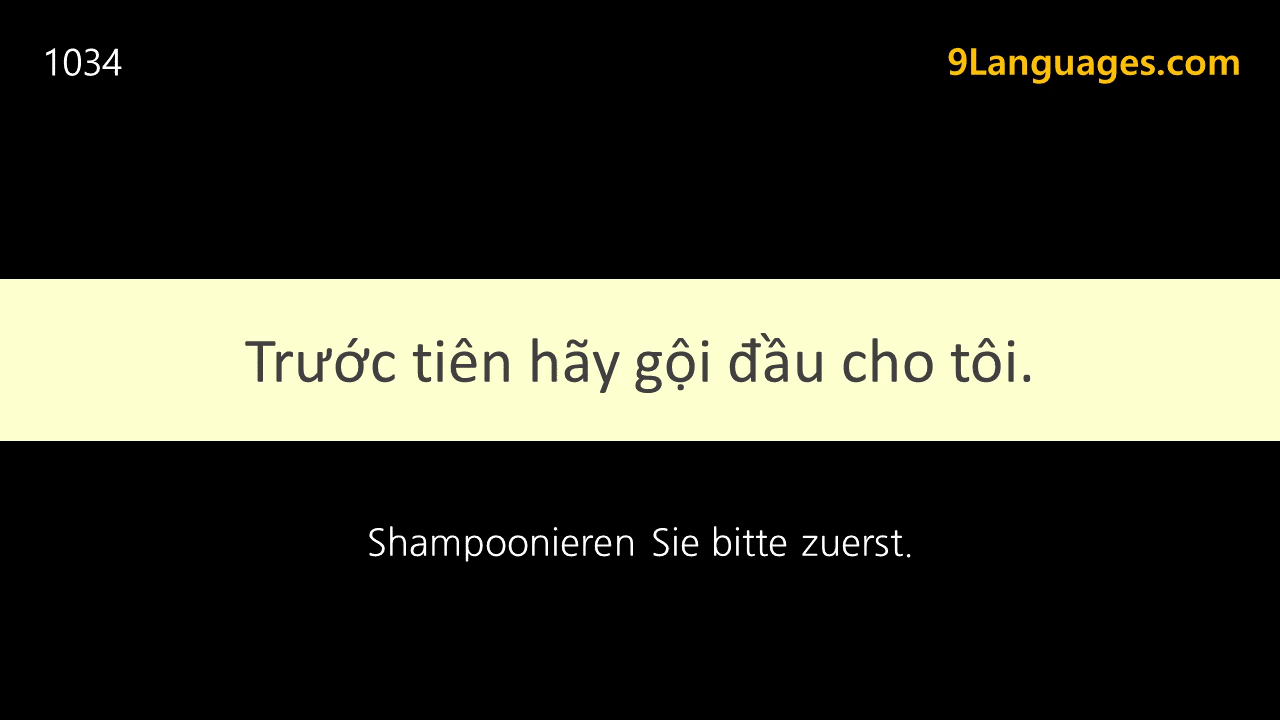 1034
9Languages.com
Trước tiên hãy gội đầu cho tôi.
Shampoonieren Sie bitte zuerst.